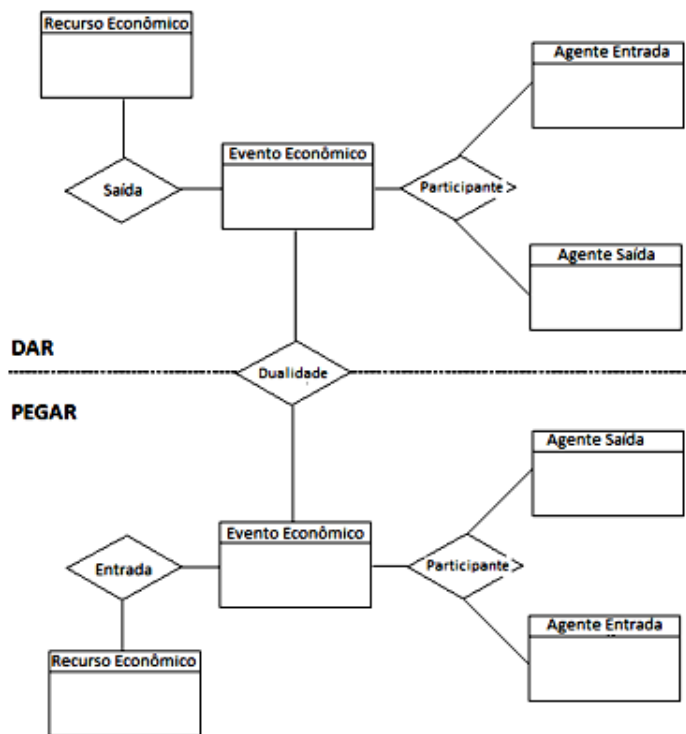 Recurso Econômico
Agente Entrada
Evento Econômico
Saída
Participante
Agente Saída
DAR
Dualidade
PEGAR
Agente Saída
Evento Econômico
Entrada
Participante
Agente Entrada
Recurso Econômico